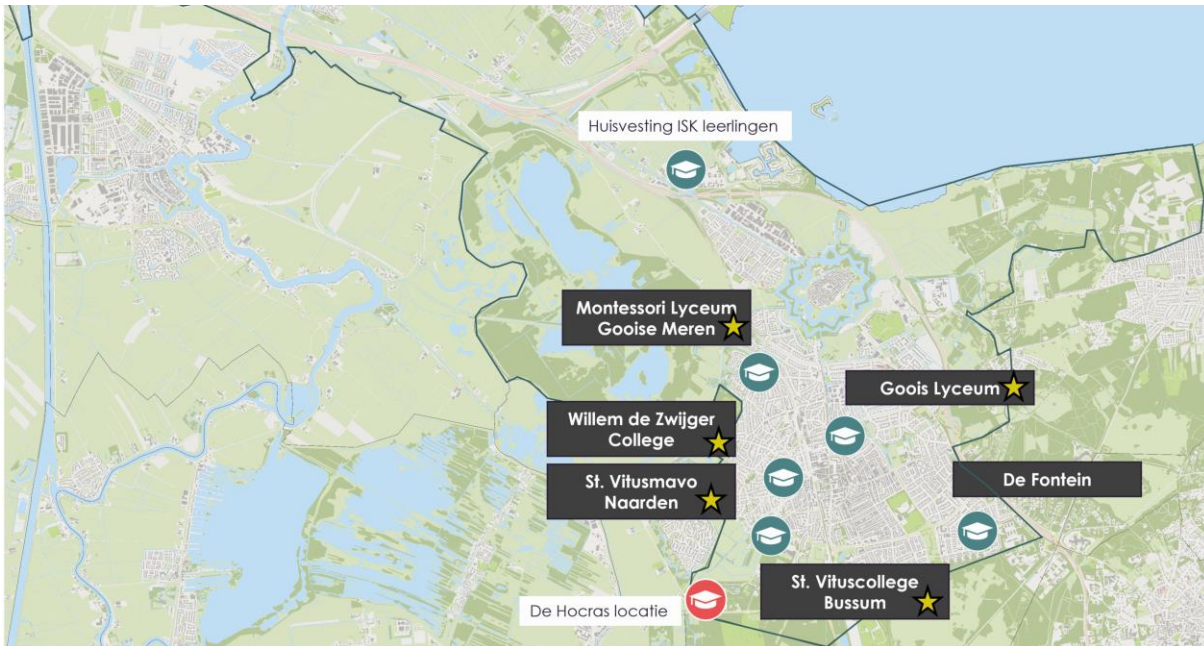 Huisvesting ISK leerlingen
Montessori Lyceum
Gooise Meren
Goois Lyceum
Willem de Zwijger
College
St. Vitusmavo
Naarden
De Fontein
St. Vituscollege
Bussum
De Hocras locatie